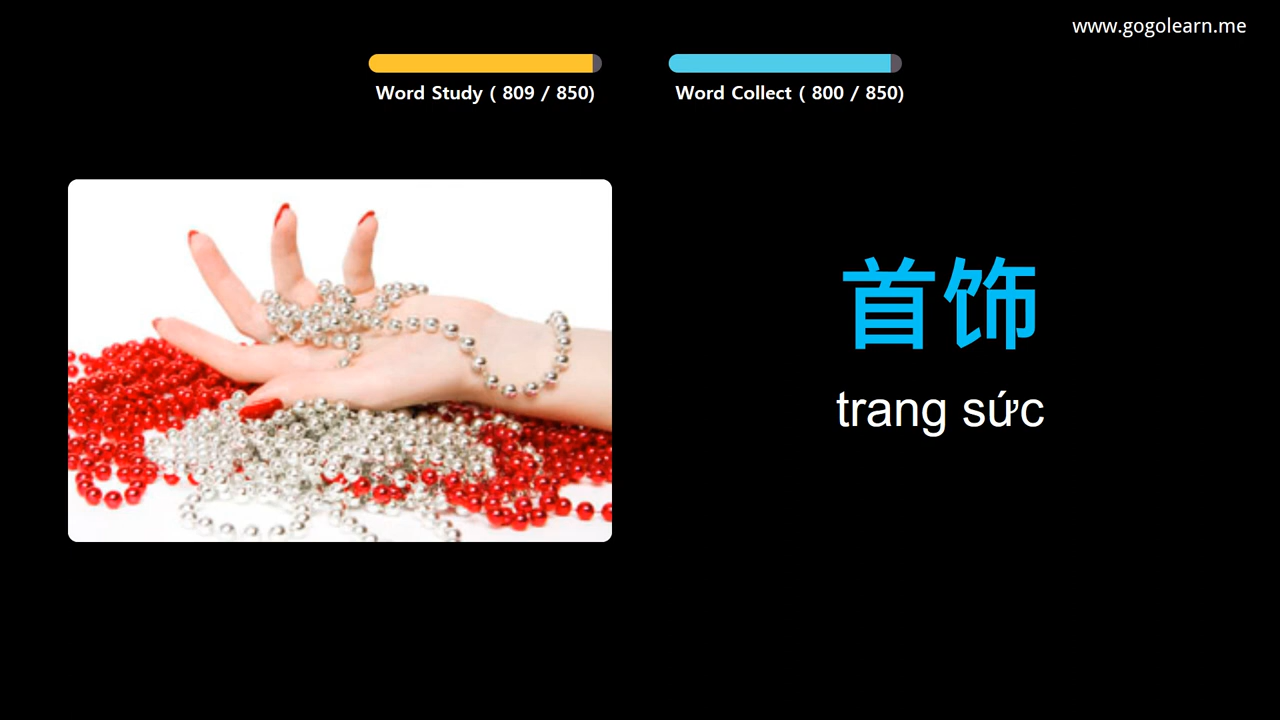 www.gogolearn.me
Word Study ( 809 / 850)
Word Collect ( 800 / 850)
首饰
trang sức